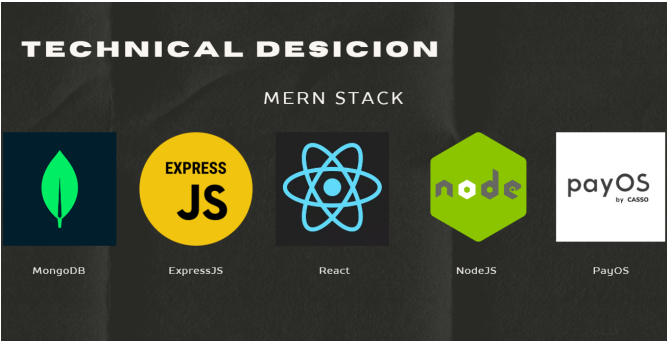 TECHNICAL DESICION
MERN STACK
EXPRESS
JS
node
payOS
by CASSO
MongoDB
ExpressJS
React
NodeJS
PayOS